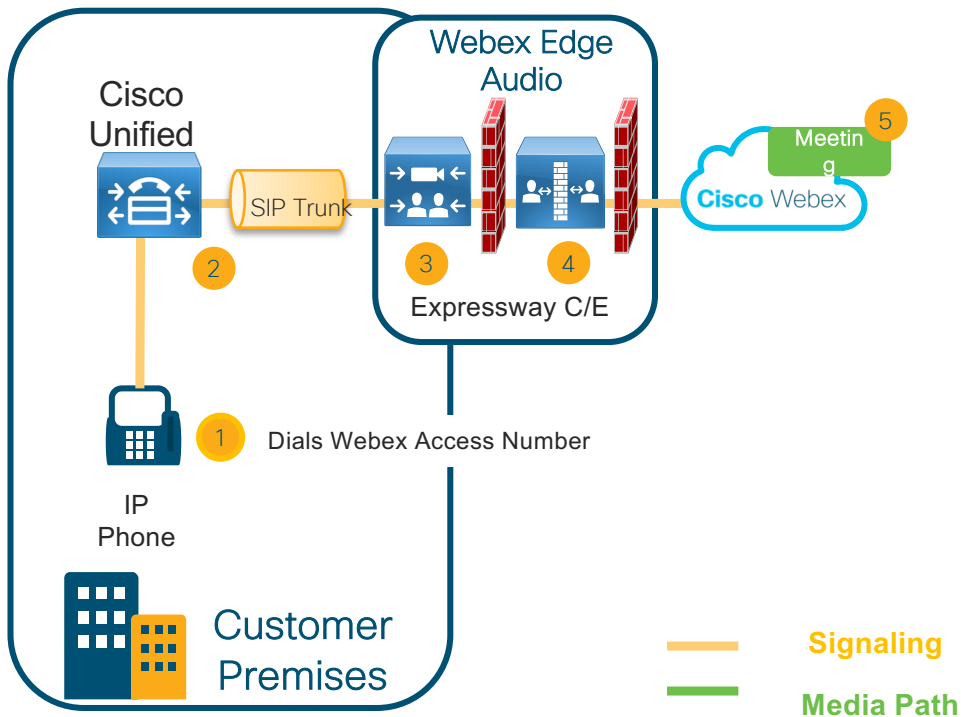 Webex Edge
Audio
Cisco
Unified
5
Meetin
g
Cisco Webex
SIP Trunk
2
3
4
Expressway C/E
1
Dials Webex Access Number
IP
Phone
Customer
Premises
Signaling
Media Path